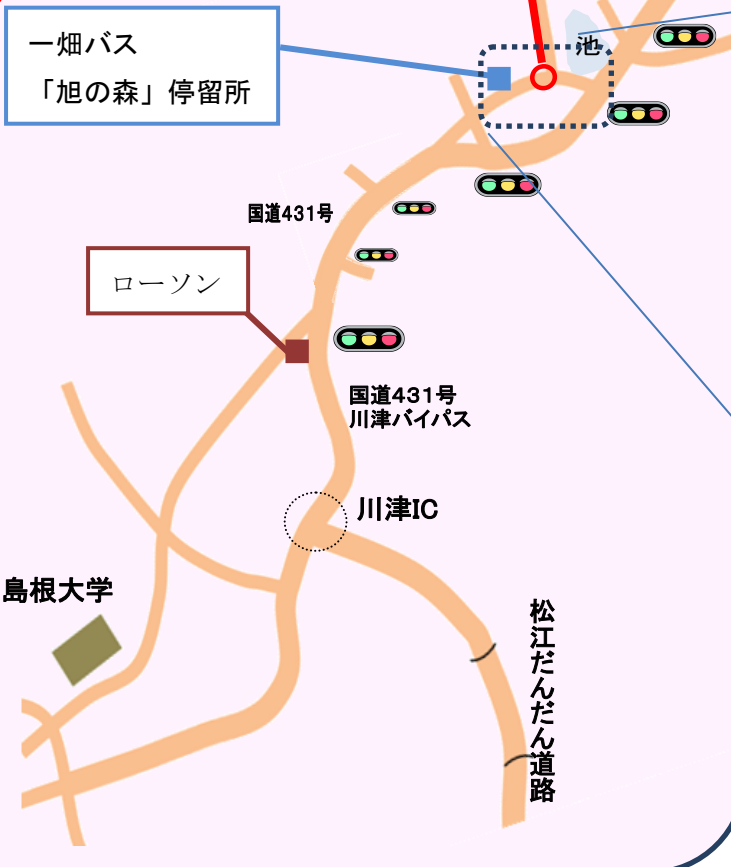 一畑バス
「旭の森」停留所
池
国道431号
ローソン
国道431号
川津バイパス
川津IC
島根大学
松江だんだん道路